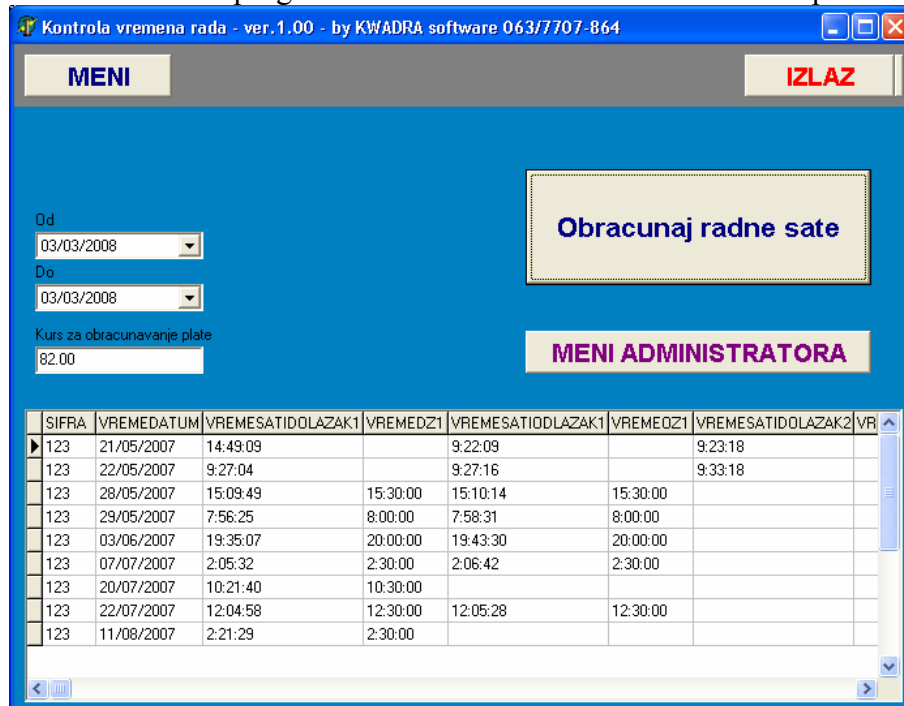 Kontrola vremena rada - ver.1.00 - by KWADRA software 063/7707-864
MENI IZLAZ
Od
03/03/2008
Obracunaj radne sate
Do
03/03/2008
Kurs za obracunavanje plate
82.00
MENI ADMINISTRATORA
SIFRA VREMEDATUM VREMESATIDOLAZAK1 VREMEDZ1 VREMESATIODLAZAK1 VREMEOZ1 VREMESATIDOLAZAK2 VR
123 21/05/2007 14:49:09 9:22:09 9:23:18
123 22/05/2007 9:27:04 9:27:16 9:33:18
123 28/05/2007 15:09:49 15:30:00 15:10:14 15:30:00
123 29/05/2007 7:56:25 8:00:00 7:58:31 8:00:00
123 03/06/2007 19:35:07 20:00:00 19:43:30 20:00:00
123 07/07/2007 2:05:32 2:30:00 2:06:42 2:30:00
123 20/07/2007 10:21:40 10:30:00
123 22/07/2007 12:04:58 12:30:00 12:05:28 12:30:00
123 11/08/2007 2:21:29 2:30:00